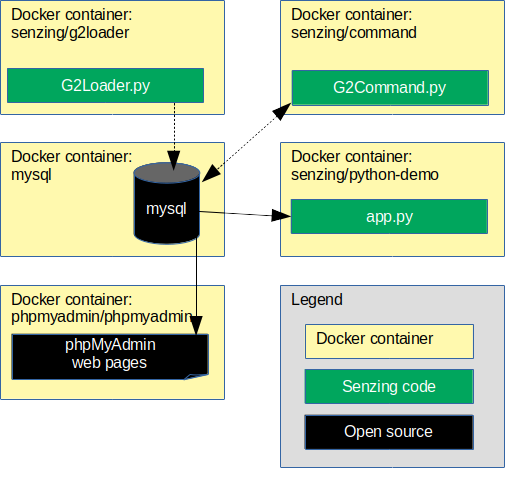 Docker container:
senzing/g2loader
G2Loader.py
Docker container:
senzing/command
G2Command.py
Docker container:
mysql
mysql
Docker container:
senzing/python-demo
app.py
Docker container:
phpmyadmin/phpmyadmin
phpMyAdmin
web pages
Legend
Docker container
Senzing code
Open source